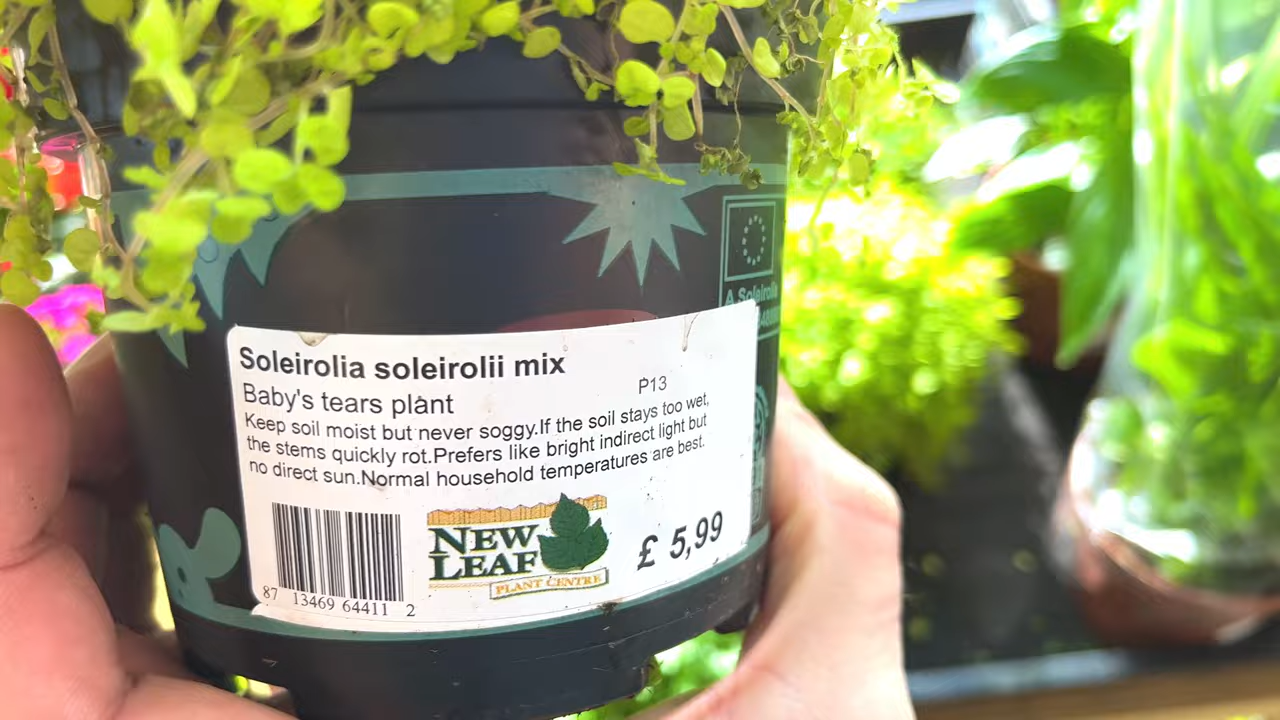 A Soleirolia
Soleirolia soleirolii mix
Baby's tears plant
P13
Keep soil moist but never soggy.If the soil stays too wet,
the stems quickly rot.Prefers like bright indirect light but
no direct sun.Normal household temperatures are best.
NEW
LEAF
PLANT CENTRE
£ 5,99
87 13469 64411 2